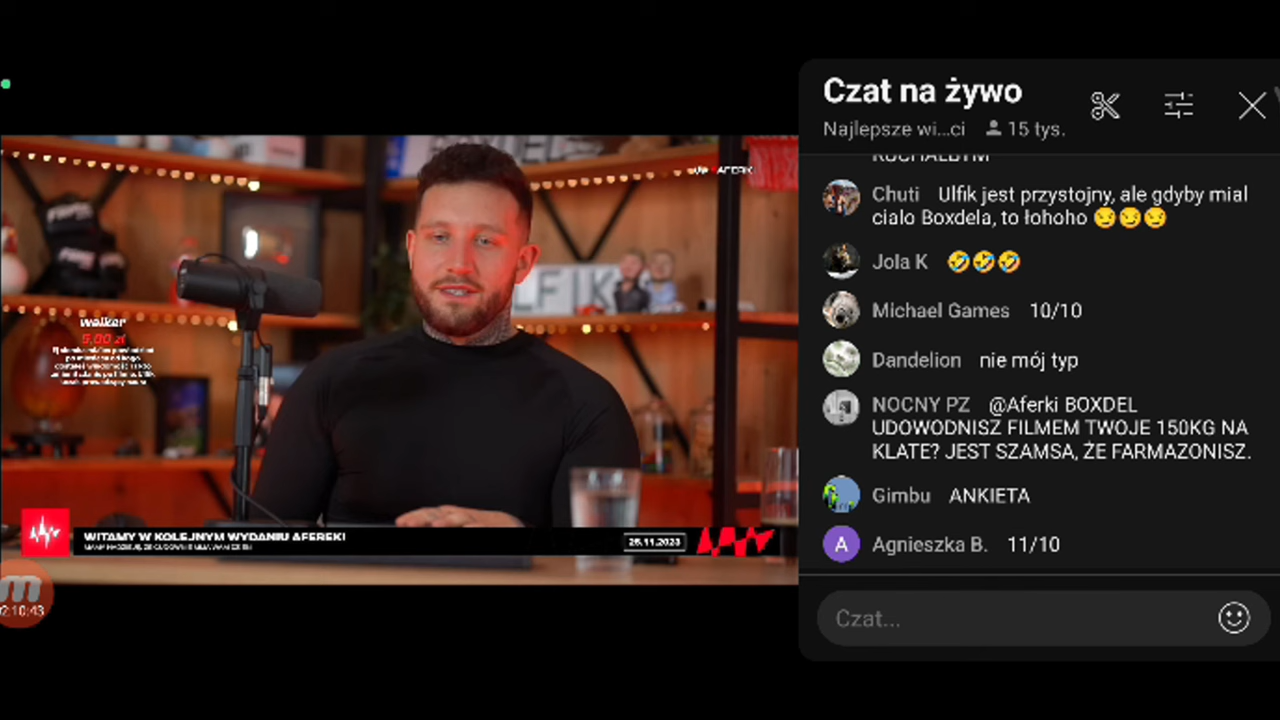 Czat na żywo
Najlepsze wi...ci 15 tys.
Chuti Ulfik jest przystojny, ale gdyby mial
cialo Boxdela, to łohoho 😏😏😏
Jola K 🤣🤣🤣
Michael Games 10/10
Dandelion nie mój typ
NOCNY PZ @Aferki BOXDEL
UDOWODNISZ FILMEM TWOJE 150KG NA
KLATE? JEST SZAMSA, ŻE FARMAZONISZ.
Gimbu ANKIETA
A Agnieszka B. 11/10
Czat...
walker
5,00 zł
WITAMY W KOLEJNYM WYDANIU AFEREK!
25.11.2023
LFIK
m
02:10:43